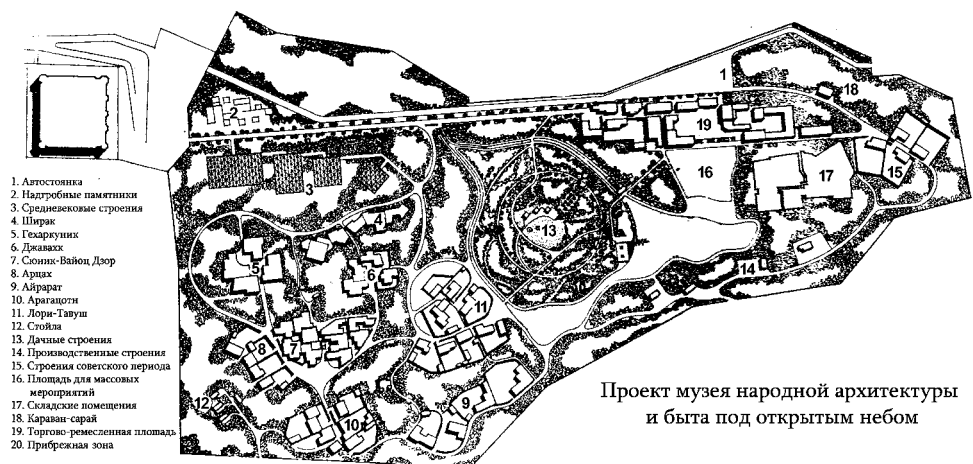 1
18
2
19
3
16
17
15
4
13
5
6
14
11
8
7
12
10
9
1. Автостоянка
2. Надгробные памятники
3. Средневековые строения
4. Ширак
5. Гехаркуник
6. Джавахк
7. Сюник-Вайоц Дзор
8. Арцах
9. Айрарат
10. Арагацотн
11. Лори-Тавуш
12. Стойла
13. Дачные строения
14. Производственные строения
15. Строения советского периода
16. Площадь для массовых
мероприятий
17. Складские помещения
18. Караван-сарай
19. Торгово-ремесленная площадь
20. Прибрежная зона
Проект музея народной архитектуры
и быта под открытым небом